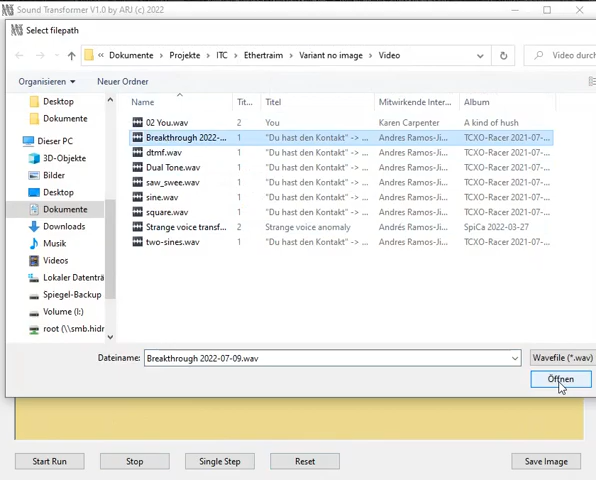 Sound Transformer V1.0 by ARJ (c) 2022
Select filepath
« Dokumente > Projekte > ITC > Ethertraim > Variant no image > Video
Video durch
Organisieren
Neuer Ordner
Name Tit... Titel Mitwirkende Inter... Album
Desktop
Dokumente
Dieser PC
3D-Objekte
Bilder
Desktop
Dokumente
Downloads
Musik
Videos
Lokaler Datenträ
Spiegel-Backup
Volume (I:)
root (\\smb.hidr
02 You.wav 2 You Karen Carpenter A kind of hush
Breakthrough 2022-... 1 "Du hast den Kontakt" -> ... Andres Ramos-Ji... TCXO-Racer 2021-07-...
dtmf.wav 1 "Du hast den Kontakt" -> ... Andres Ramos-Ji... TCXO-Racer 2021-07-...
Dual Tone.wav 1 "Du hast den Kontakt" -> ... Andres Ramos-Ji... TCXO-Racer 2021-07-...
saw_swee.wav 1 "Du hast den Kontakt" -> ... Andres Ramos-Ji... TCXO-Racer 2021-07-...
sine.wav 1 "Du hast den Kontakt" -> ... Andres Ramos-Ji... TCXO-Racer 2021-07-...
square.wav 1 "Du hast den Kontakt" -> ... Andres Ramos-Ji... TCXO-Racer 2021-07-...
Strange voice transf... 2 Strange voice anomaly Andrés Ramos-Ji... SpiCa 2022-03-27
two-sines.wav 1 "Du hast den Kontakt" -> ... Andres Ramos-Ji... TCXO-Racer 2021-07-...
Dateiname: Breakthrough 2022-07-09.wav Wavefile (*.wav)
Öffnen
Start Run Stop Single Step Reset Save Image